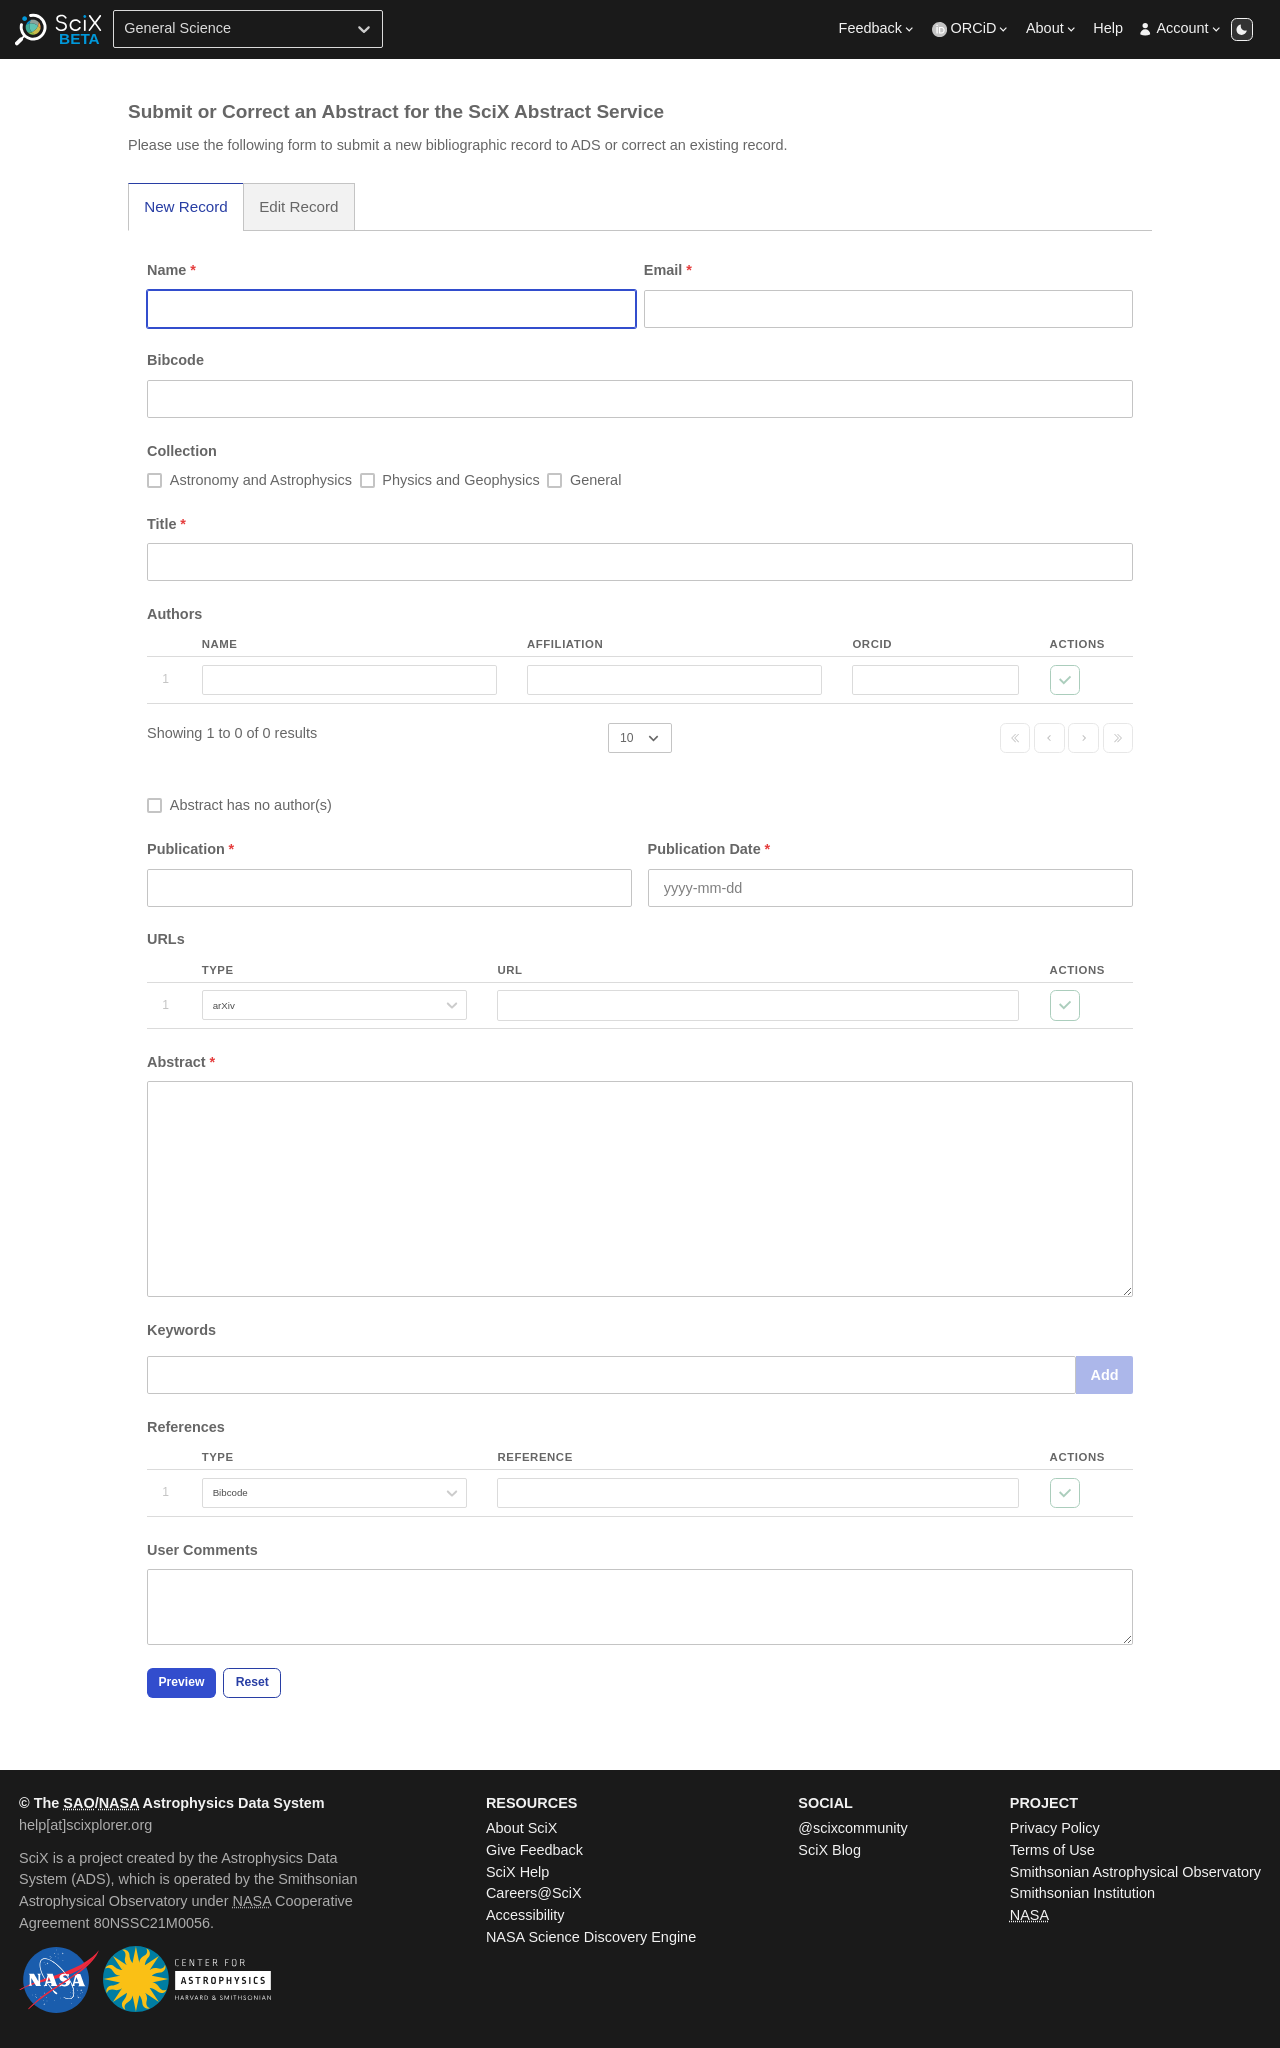 SciX
BETA
General Science
Feedback
iD ORCiD
About
Help
Account
Submit or Correct an Abstract for the SciX Abstract Service
Please use the following form to submit a new bibliographic record to ADS or correct an existing record.
New Record
Edit Record
Name *
Email *
Bibcode
Collection
Astronomy and Astrophysics
Physics and Geophysics
General
Title *
Authors
NAME
AFFILIATION
ORCID
ACTIONS
1
Showing 1 to 0 of 0 results
10
Abstract has no author(s)
Publication *
Publication Date *
yyyy-mm-dd
URLs
TYPE
URL
ACTIONS
1
arXiv
Abstract *
Keywords
Add
References
TYPE
REFERENCE
ACTIONS
1
Bibcode
User Comments
Preview
Reset
© The SAO/NASA Astrophysics Data System
help[at]scixplorer.org
SciX is a project created by the Astrophysics Data
System (ADS), which is operated by the Smithsonian
Astrophysical Observatory under NASA Cooperative
Agreement 80NSSC21M0056.
NASA
CENTER FOR
ASTROPHYSICS
HARVARD & SMITHSONIAN
RESOURCES
About SciX
Give Feedback
SciX Help
Careers@SciX
Accessibility
NASA Science Discovery Engine
SOCIAL
@scixcommunity
SciX Blog
PROJECT
Privacy Policy
Terms of Use
Smithsonian Astrophysical Observatory
Smithsonian Institution
NASA